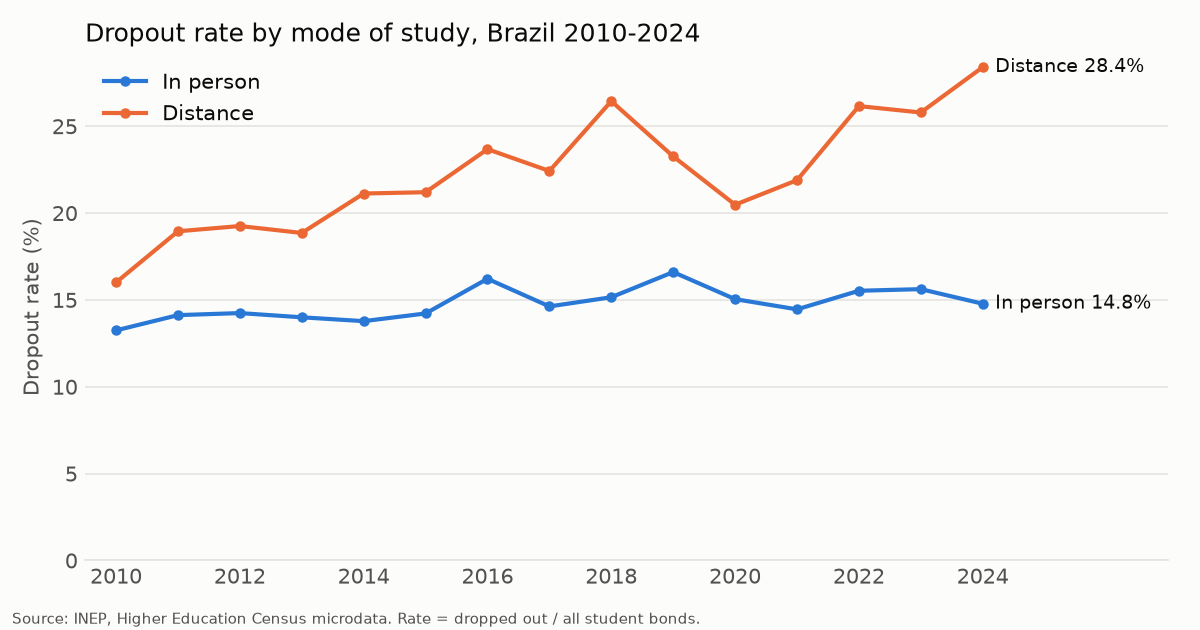 Dropout rate by mode of study, Brazil 2010-2024
In person
Distance
Distance 28.4%
In person 14.8%
Dropout rate (%)
25
20
15
10
5
0
2010 2012 2014 2016 2018 2020 2022 2024
Source: INEP, Higher Education Census microdata. Rate = dropped out / all student bonds.